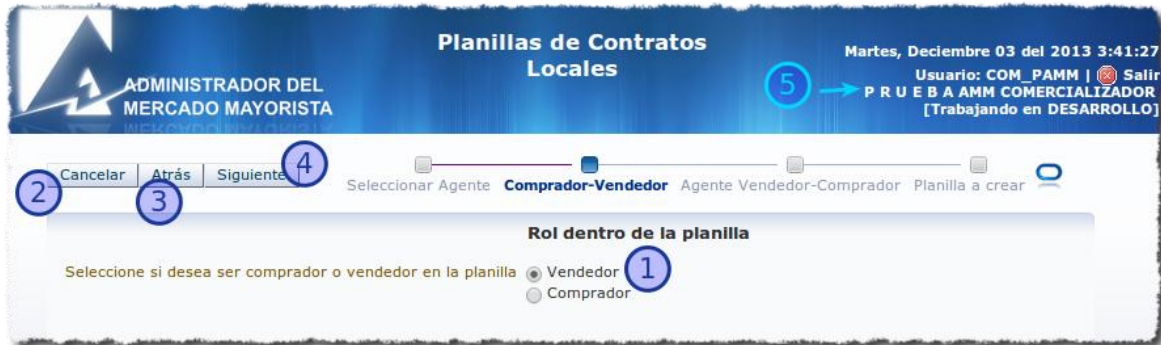 Planillas de Contratos
Locales
Martes, Deciembre 03 del 2013 3:41:27
Usuario: COM_PAMM | Salir
P R U E B A AMM COMERCIALIZADOR
[Trabajando en DESARROLLO]
5
ADMINISTRADOR DEL
MERCADO MAYORISTA
Cancelar Atrás Siguiente
2
3
4
Seleccionar Agente Comprador-Vendedor Agente Vendedor-Comprador Planilla a crear
Rol dentro de la planilla
Seleccione si desea ser comprador o vendedor en la planilla Vendedor 1
Comprador